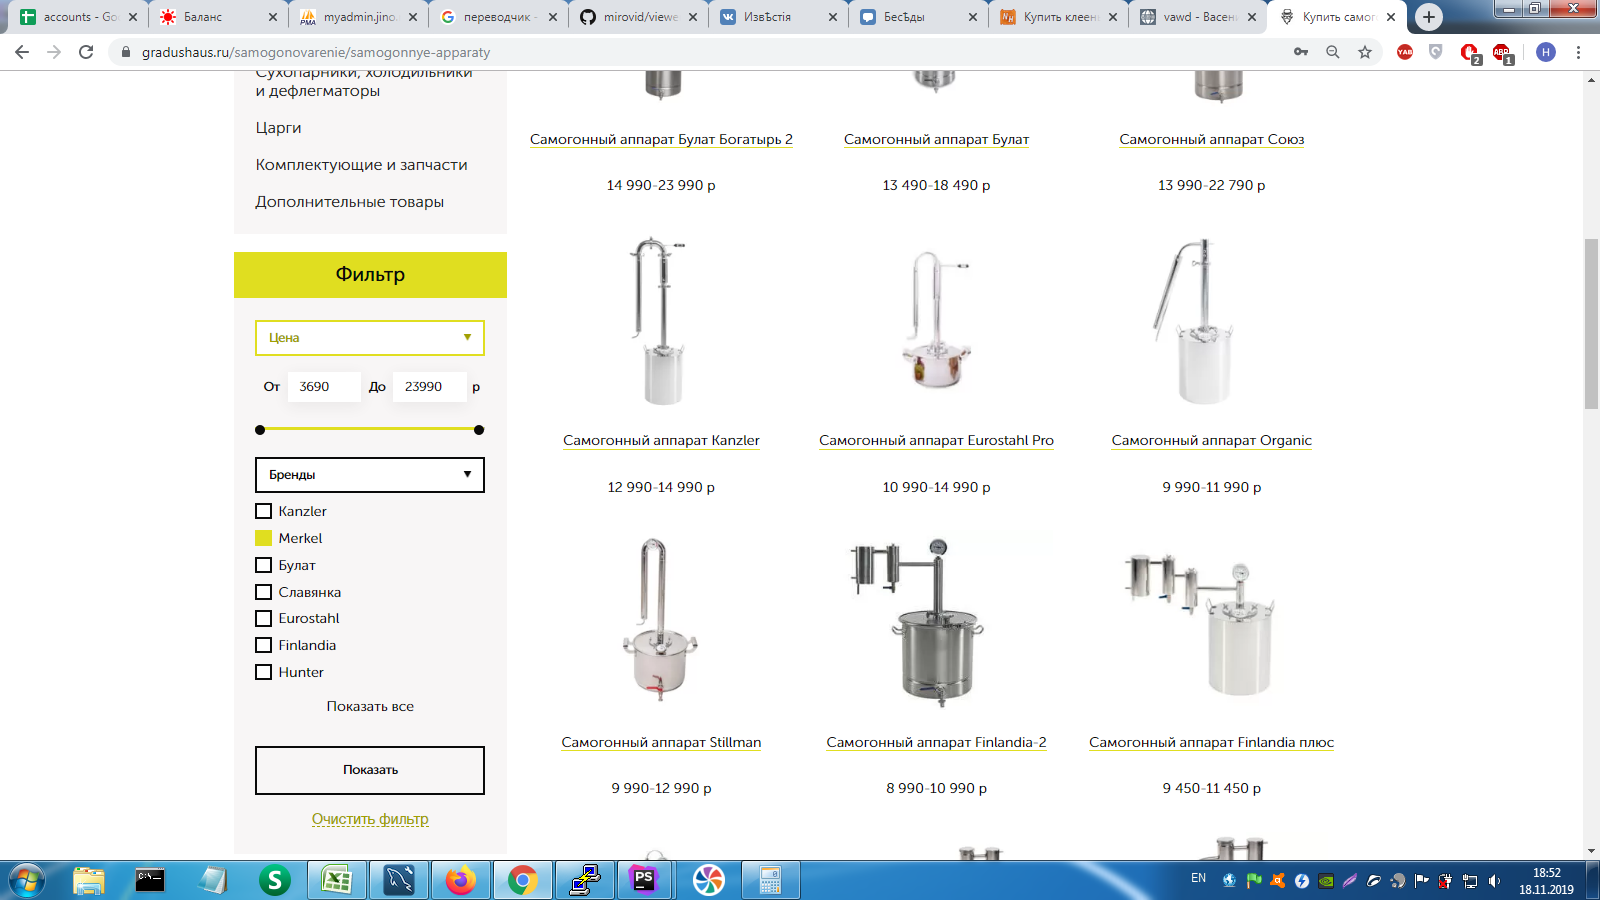 accounts - Goo
Баланс
myadmin.jino.
переводчик -
mirovid/viewe
Извѣстія
Бесѣды
Купить клеен
vawd - Васен
Купить самог
gradushaus.ru/samogonovarenie/samogonnye-apparaty
Сухопарники, холодильники
и дефлегматоры
Царги
Комплектующие и запчасти
Дополнительные товары
Фильтр
Цена
От 3690 До 23990 р
Бренды
Kanzler
Merkel
Булат
Славянка
Eurostahl
Finlandia
Hunter
Показать все
Показать
Очистить фильтр
Самогонный аппарат Булат Богатырь 2
14 990-23 990 р
Самогонный аппарат Булат
13 490-18 490 р
Самогонный аппарат Союз
13 990-22 790 р
Самогонный аппарат Kanzler
12 990-14 990 р
Самогонный аппарат Eurostahl Pro
10 990-14 990 р
Самогонный аппарат Organic
9 990-11 990 р
Самогонный аппарат Stillman
9 990-12 990 р
Самогонный аппарат Finlandia-2
8 990-10 990 р
Самогонный аппарат Finlandia плюс
9 450-11 450 р
EN
18:52
18.11.2019